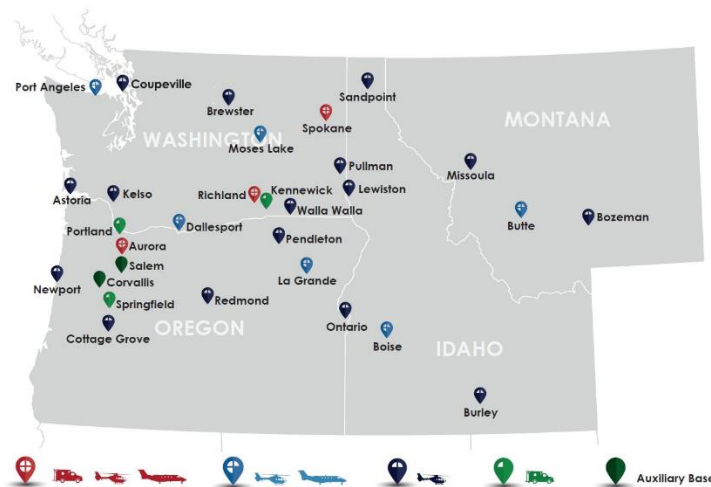 Port Angeles
Coupeville
Sandpoint
Brewster
Spokane
WASHINGTON
MONTANA
Moses Lake
Pullman
Missoula
Lewiston
Richland
Kennewick
Astoria
Kelso
Walla Walla
Butte
Bozeman
Portland
Dallesport
Pendleton
Aurora
Salem
La Grande
Corvallis
Newport
Springfield
Redmond
Ontario
OREGON
Cottage Grove
Boise
IDAHO
Burley
Auxiliary Base